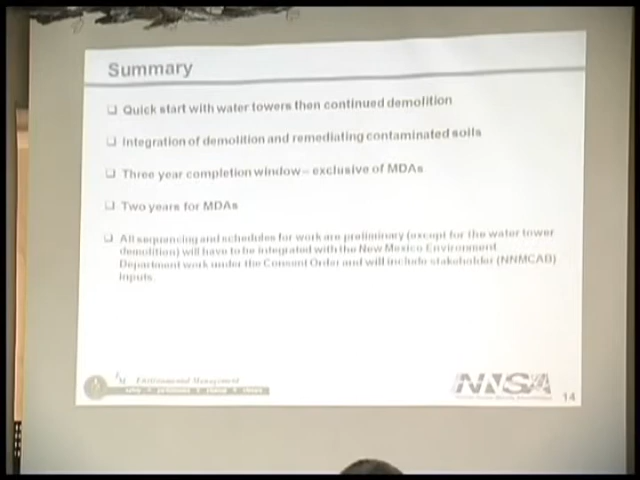 Summary
❑ Quick start with water towers then continued demolition
❑ Integration of demolition and remediating contaminated soils
❑ Three year completion window – exclusive of MDAs
❑ Two years for MDAs
❑ All sequencing and schedules for work are preliminary (except for the water tower
demolition) will have to be integrated with the New Mexico Environment
Department work under the Consent Order and will include stakeholder (NNMCAB)
inputs.
EM Environmental Management
NNSA
14